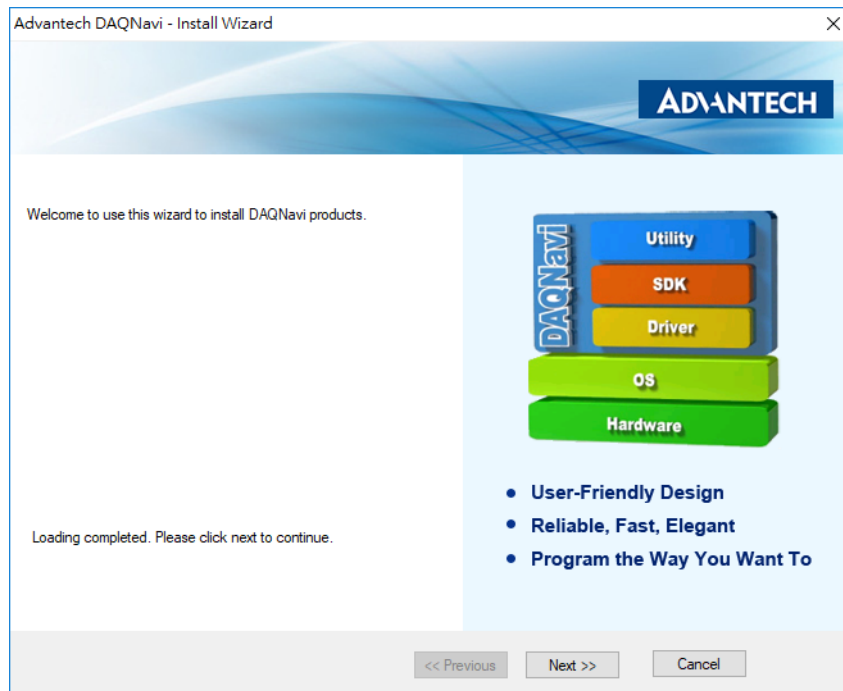 Advantech DAQNavi - Install Wizard
ADVANTECH
Welcome to use this wizard to install DAQNavi products.
DAQNavi
Utility
SDK
Driver
OS
Hardware
User-Friendly Design
Reliable, Fast, Elegant
Program the Way You Want To
Loading completed. Please click next to continue.
<< Previous
Next >>
Cancel